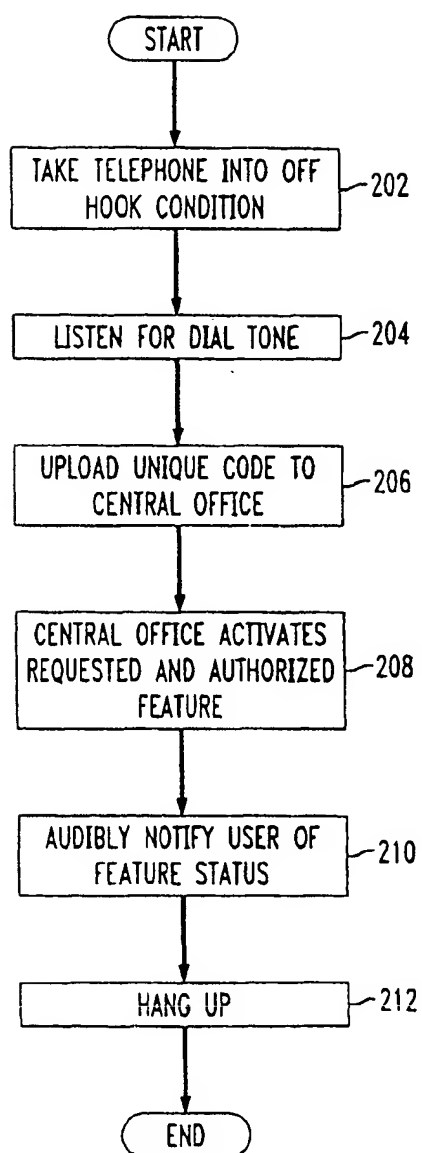 START
TAKE TELEPHONE INTO OFF
HOOK CONDITION
202
LISTEN FOR DIAL TONE
204
UPLOAD UNIQUE CODE TO
CENTRAL OFFICE
206
CENTRAL OFFICE ACTIVATES
REQUESTED AND AUTHORIZED
FEATURE
208
AUDIBLY NOTIFY USER OF
FEATURE STATUS
210
HANG UP
212
END